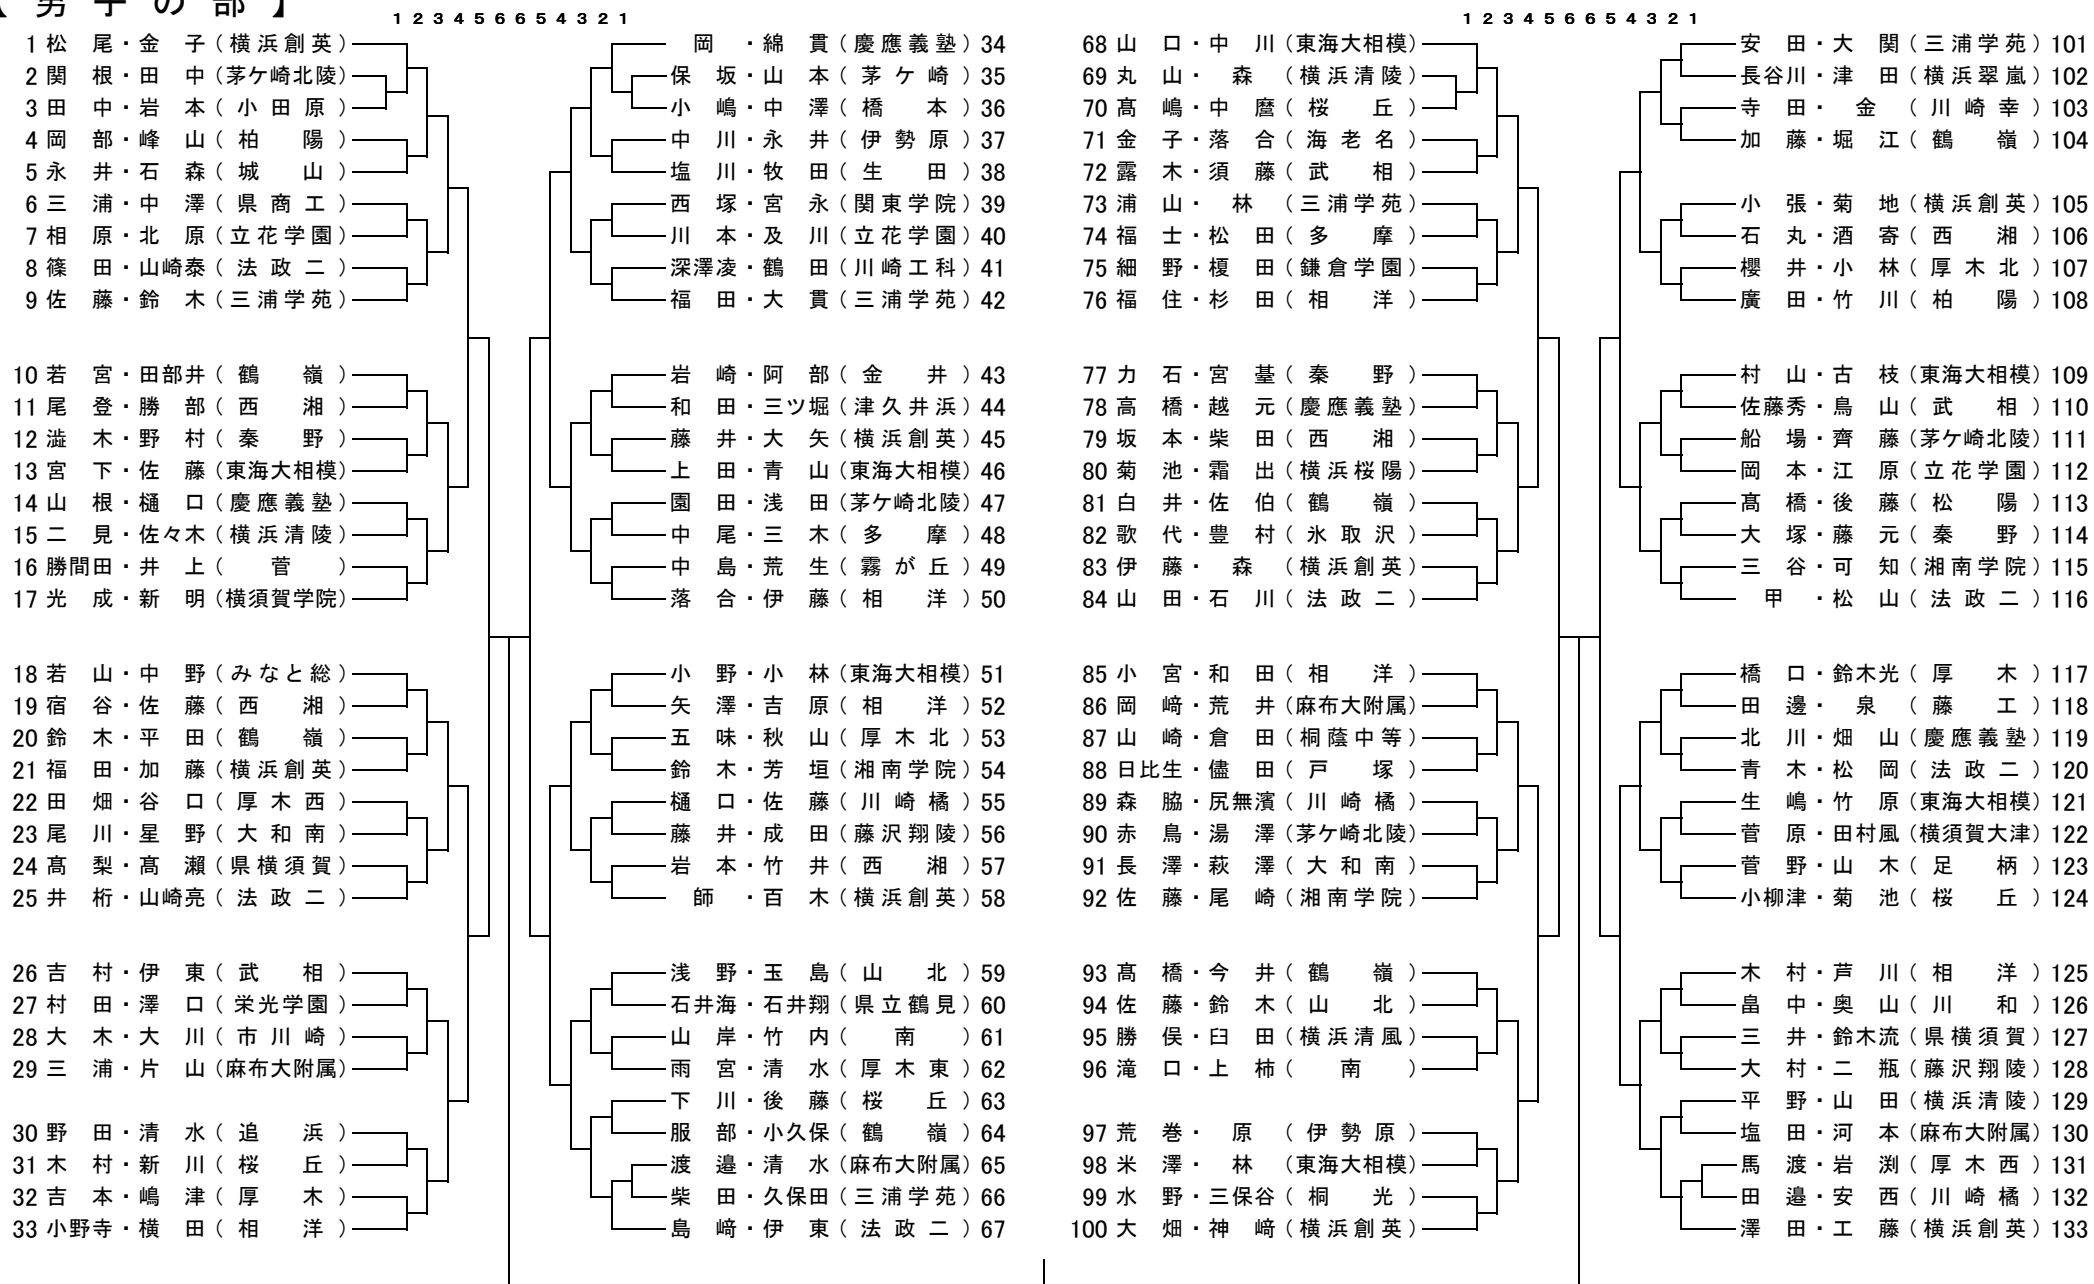 【 男 子 の 部 】
1 2 3 4 5 6 6 5 4 3 2 1
1 松 尾・金 子 (横浜創英)
2 関 根・田 中 (茅ケ崎北陵)
3 田 中・岩 本 (小田原)
4 岡 部・峰 山 (柏 陽)
5 永 井・石 森 (城 山)
6 三 浦・中 澤 (県商工)
7 相 原・北 原 (立花学園)
8 篠 田・山崎泰 (法政二)
9 佐 藤・鈴 木 (三浦学苑)
10 若 宮・田部井 (鶴 嶺)
11 尾 登・勝 部 (西 湘)
12 澁 木・野 村 (秦 野)
13 宮 下・佐 藤 (東海大相模)
14 山 根・樋 口 (慶應義塾)
15 二 見・佐々木 (横浜清陵)
16 勝間田・井 上 (菅)
17 光 成・新 明 (横須賀学院)
18 若 山・中 野 (みなと総)
19 宿 谷・佐 藤 (西 湘)
20 鈴 木・平 田 (鶴 嶺)
21 福 田・加 藤 (横浜創英)
22 田 畑・谷 口 (厚木西)
23 尾 川・星 野 (大和南)
24 髙 梨・髙 瀬 (県横須賀)
25 井 桁・山崎亮 (法政二)
26 吉 村・伊 東 (武 相)
27 村 田・澤 口 (栄光学園)
28 大 木・大 川 (市川崎)
29 三 浦・片 山 (麻布大附属)
30 野 田・清 水 (追 浜)
31 木 村・新 川 (桜 丘)
32 吉 本・嶋 津 (厚 木)
33 小野寺・横 田 (相 洋)
岡 ・綿 貫 (慶應義塾) 34
保 坂・山 本 (茅ケ崎) 35
小 嶋・中 澤 (橋 本) 36
中 川・永 井 (伊勢原) 37
塩 川・牧 田 (生 田) 38
西 塚・宮 永 (関東学院) 39
川 本・及 川 (立花学園) 40
深澤凌・鶴 田 (川崎工科) 41
福 田・大 貫 (三浦学苑) 42
岩 崎・阿 部 (金 井) 43
和 田・三ツ堀 (津久井浜) 44
藤 井・大 矢 (横浜創英) 45
上 田・青 山 (東海大相模) 46
園 田・浅 田 (茅ケ崎北陵) 47
中 尾・三 木 (多 摩) 48
中 島・荒 生 (霧が丘) 49
落 合・伊 藤 (相 洋) 50
小 野・小 林 (東海大相模) 51
矢 澤・吉 原 (相 洋) 52
五 味・秋 山 (厚木北) 53
鈴 木・芳 垣 (湘南学院) 54
樋 口・佐 藤 (川崎橘) 55
藤 井・成 田 (藤沢翔陵) 56
岩 本・竹 井 (西 湘) 57
師 ・百 木 (横浜創英) 58
浅 野・玉 島 (山 北) 59
石井海・石井翔 (県立鶴見) 60
山 岸・竹 内 (南) 61
雨 宮・清 水 (厚木東) 62
下 川・後 藤 (桜 丘) 63
服 部・小久保 (鶴 嶺) 64
渡 邉・清 水 (麻布大附属) 65
柴 田・久保田 (三浦学苑) 66
島 﨑・伊 東 (法政二) 67
1 2 3 4 5 6 6 5 4 3 2 1
68 山 口・中 川 (東海大相模)
69 丸 山・ 森 (横浜清陵)
70 髙 嶋・中 麿 (桜 丘)
71 金 子・落 合 (海老名)
72 露 木・須 藤 (武 相)
73 浦 山・ 林 (三浦学苑)
74 福 士・松 田 (多 摩)
75 細 野・榎 田 (鎌倉学園)
76 福 住・杉 田 (相 洋)
77 力 石・宮 基 (秦 野)
78 高 橋・越 元 (慶應義塾)
79 坂 本・柴 田 (西 湘)
80 菊 池・霜 出 (横浜桜陽)
81 白 井・佐 伯 (鶴 嶺)
82 歌 代・豊 村 (氷取沢)
83 伊 藤・ 森 (横浜創英)
84 山 田・石 川 (法政二)
85 小 宮・和 田 (相 洋)
86 岡 﨑・荒 井 (麻布大附属)
87 山 崎・倉 田 (桐蔭中等)
88 日比生・儘 田 (戸 塚)
89 森 脇・尻無濱 (川崎橘)
90 赤 鳥・湯 澤 (茅ケ崎北陵)
91 長 澤・萩 澤 (大和南)
92 佐 藤・尾 崎 (湘南学院)
93 髙 橋・今 井 (鶴 嶺)
94 佐 藤・鈴 木 (山 北)
95 勝 俣・臼 田 (横浜清風)
96 滝 口・上 柿 (南)
97 荒 巻・ 原 (伊勢原)
98 米 澤・ 林 (東海大相模)
99 水 野・三保谷 (桐 光)
100 大 畑・神 﨑 (横浜創英)
安 田・大 関 (三浦学苑) 101
長谷川・津 田 (横浜翠嵐) 102
寺 田・ 金 (川崎幸) 103
加 藤・堀 江 (鶴 嶺) 104
小 張・菊 地 (横浜創英) 105
石 丸・酒 寄 (西 湘) 106
櫻 井・小 林 (厚木北) 107
廣 田・竹 川 (柏 陽) 108
村 山・古 枝 (東海大相模) 109
佐藤秀・鳥 山 (武 相) 110
船 場・齊 藤 (茅ケ崎北陵) 111
岡 本・江 原 (立花学園) 112
髙 橋・後 藤 (松 陽) 113
大 塚・藤 元 (秦 野) 114
三 谷・可 知 (湘南学院) 115
甲 ・松 山 (法政二) 116
橋 口・鈴木光 (厚 木) 117
田 邊・ 泉 (藤 工) 118
北 川・畑 山 (慶應義塾) 119
青 木・松 岡 (法政二) 120
生 嶋・竹 原 (東海大相模) 121
菅 原・田村風 (横須賀大津) 122
菅 野・山 木 (足 柄) 123
小柳津・菊 池 (桜 丘) 124
木 村・芦 川 (相 洋) 125
畠 中・奥 山 (川 和) 126
三 井・鈴木流 (県横須賀) 127
大 村・二 瓶 (藤沢翔陵) 128
平 野・山 田 (横浜清陵) 129
塩 田・河 本 (麻布大附属) 130
馬 渡・岩 渕 (厚木西) 131
田 邉・安 西 (川崎橘) 132
澤 田・工 藤 (横浜創英) 133